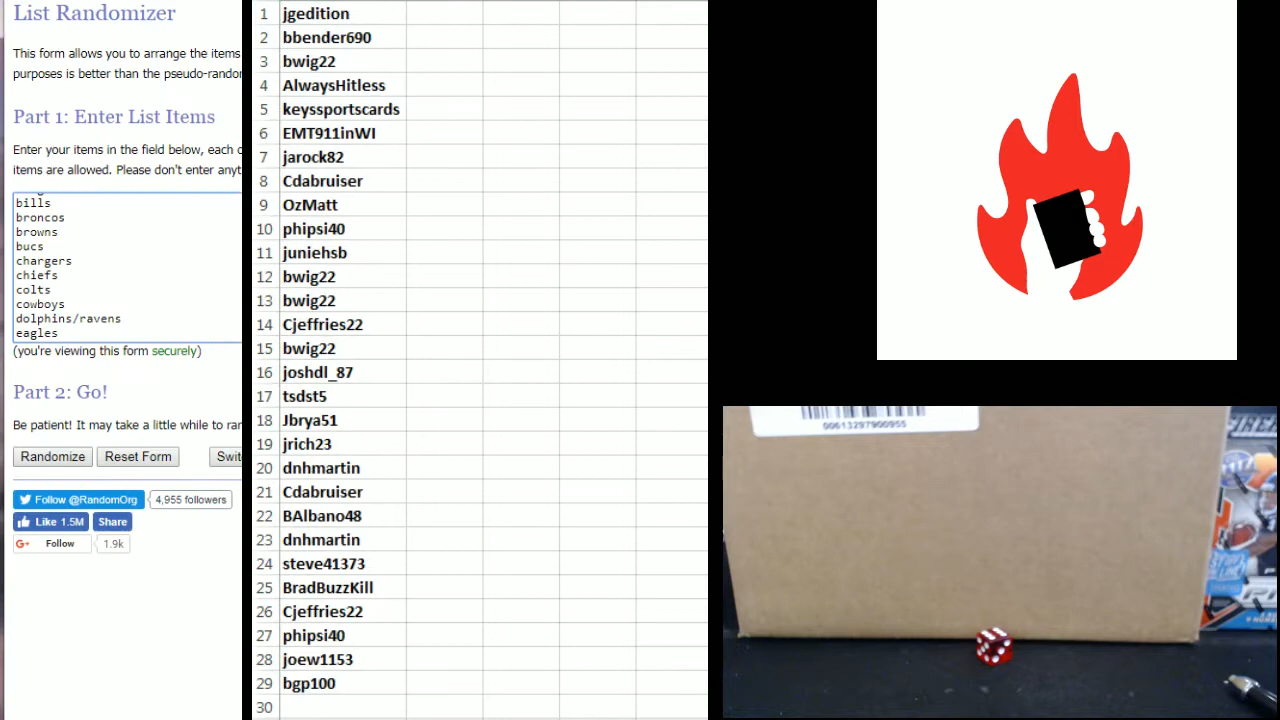 List Randomizer
This form allows you to arrange the items
purposes is better than the pseudo-rando
Part 1: Enter List Items
Enter your items in the field below, each o
items are allowed. Please don't enter anyt
bills
broncos
browns
bucs
chargers
chiefs
colts
cowboys
dolphins/ravens
eagles
(you're viewing this form securely)
Part 2: Go!
Be patient! It may take a little while to rar
Randomize Reset Form Swit
Follow @RandomOrg 4,955 followers
Like 1.5M Share
G+ Follow 1.9k
1 jgedition
2 bbender690
3 bwig22
4 AlwaysHitless
5 keyssportscards
6 EMT911inWI
7 jarock82
8 Cdabruiser
9 OzMatt
10 phipsi40
11 juniehsb
12 bwig22
13 bwig22
14 Cjeffries22
15 bwig22
16 joshdl_87
17 tsdst5
18 Jbrya51
19 jrich23
20 dnhmartin
21 Cdabruiser
22 BAlbano48
23 dnhmartin
24 steve41373
25 BradBuzzKill
26 Cjeffries22
27 phipsi40
28 joew1153
29 bgp100
30
00613297900955